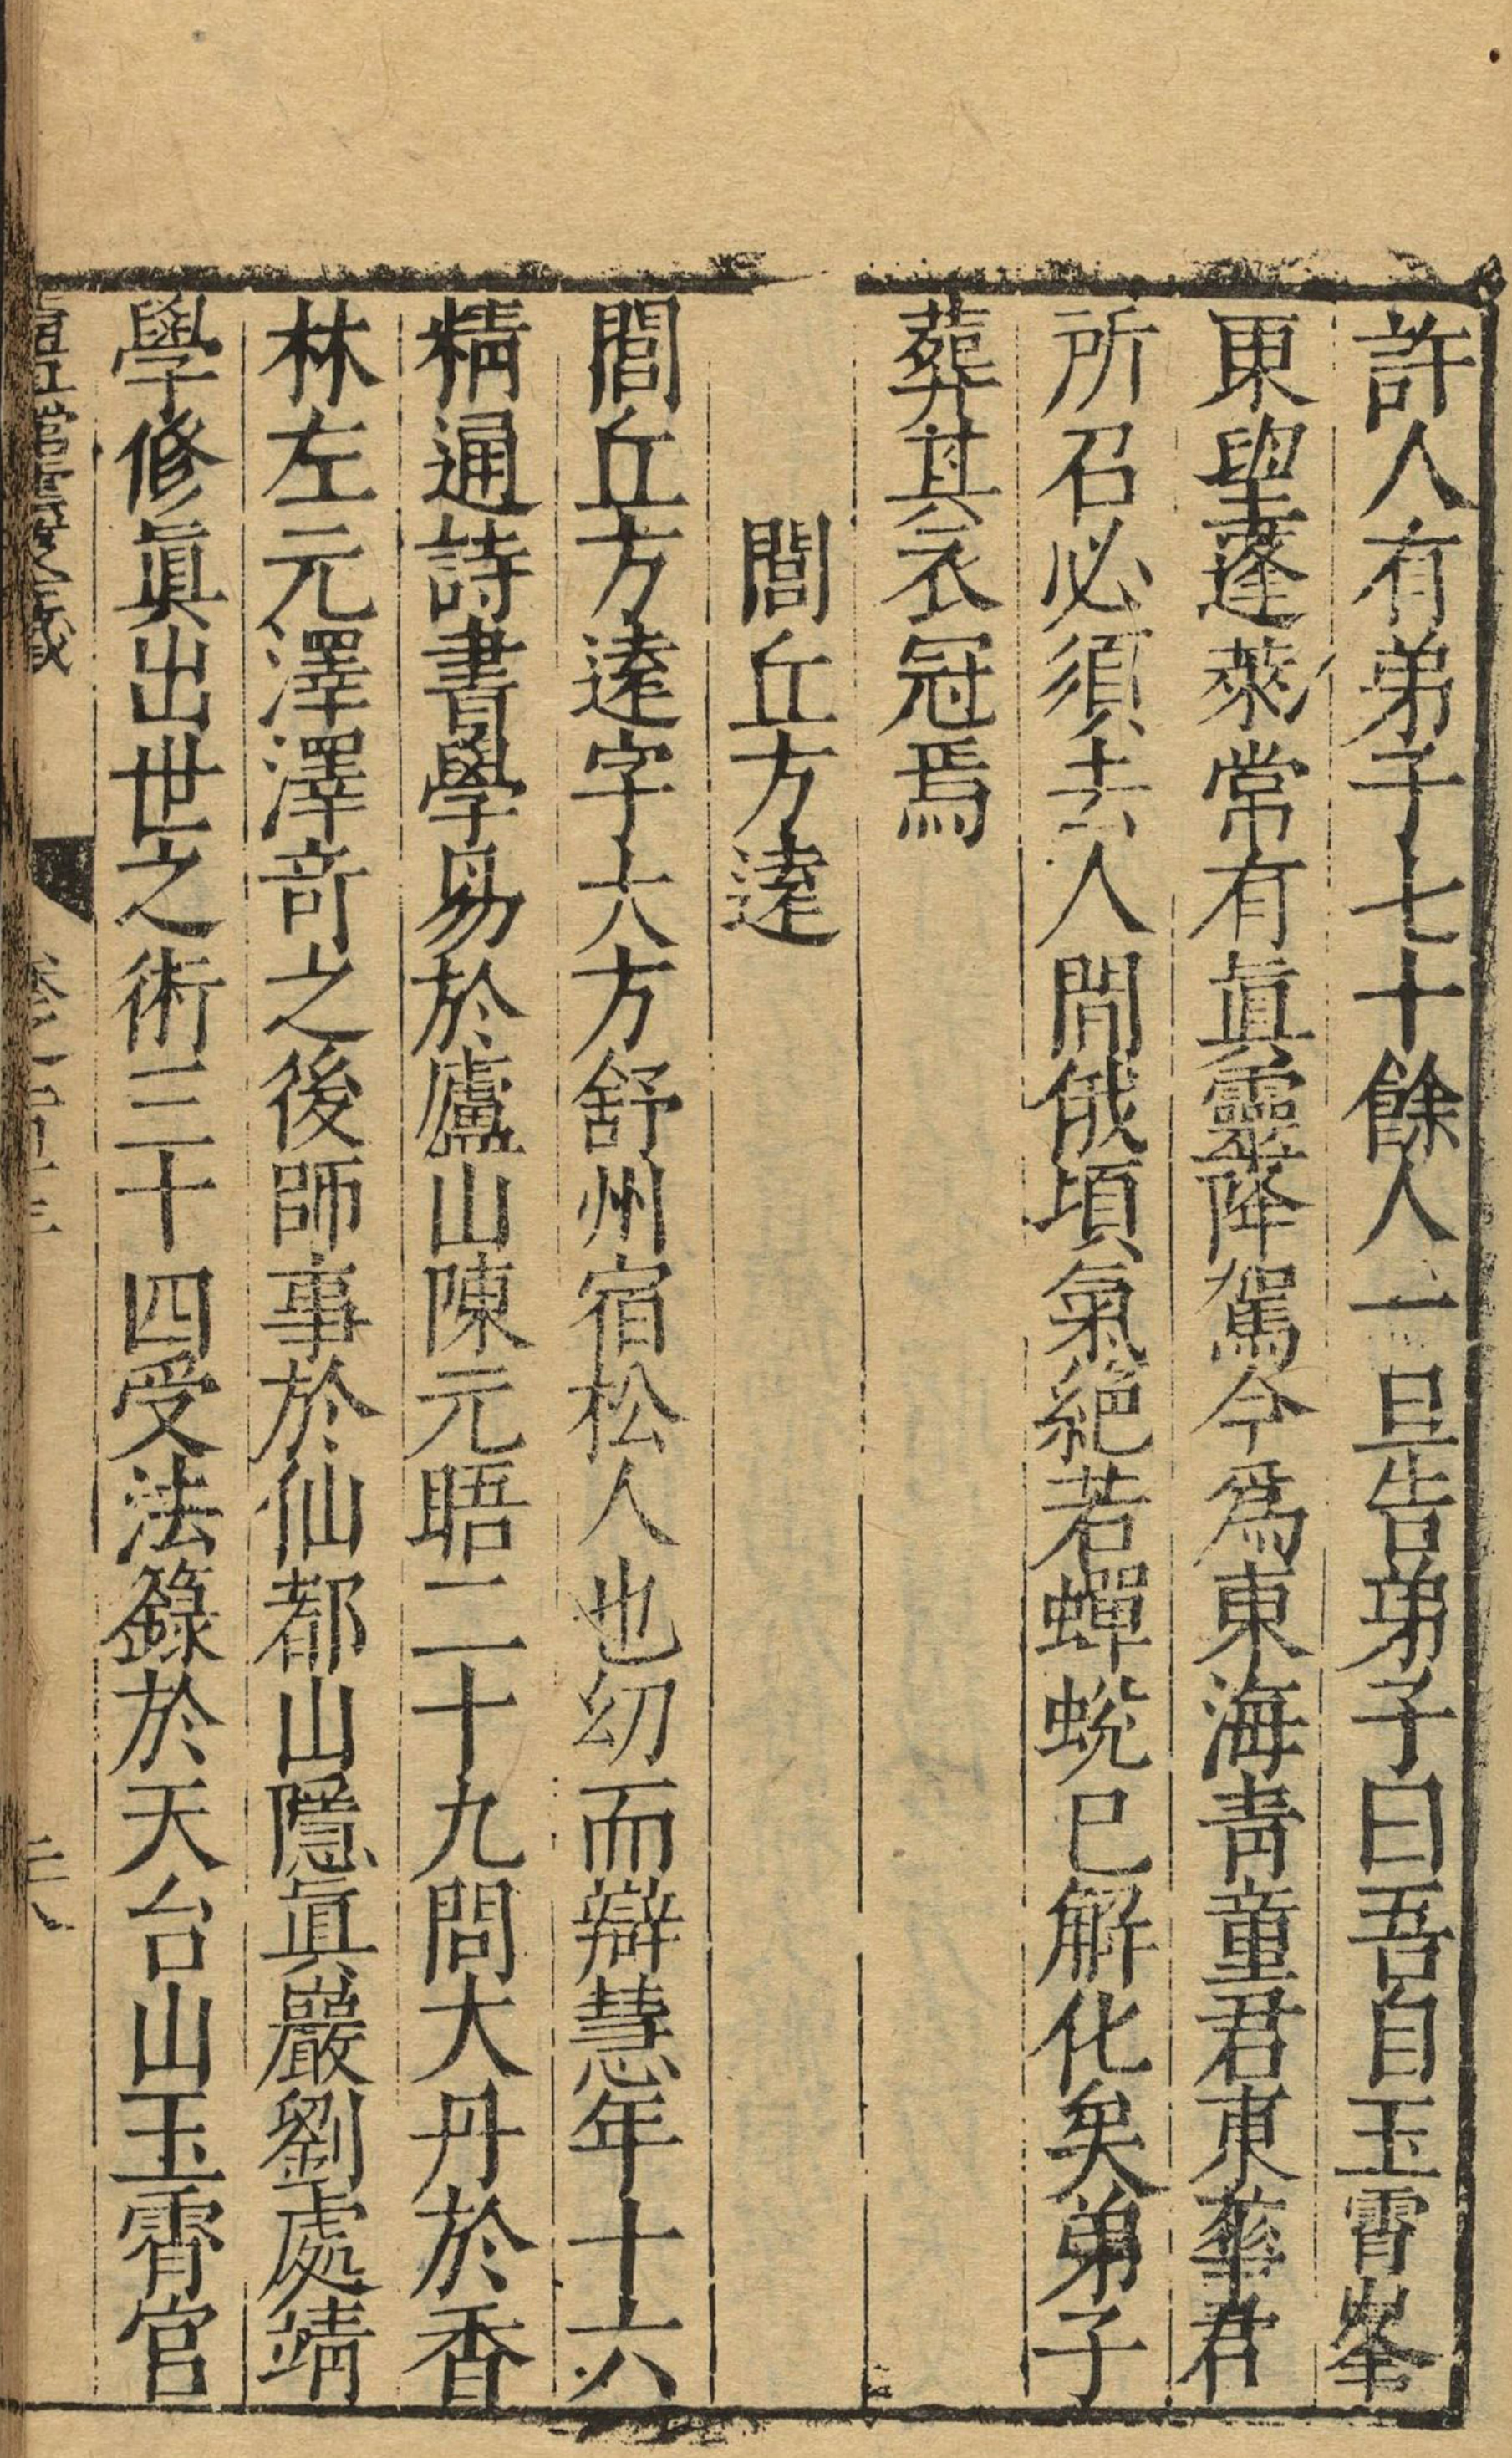 許人有弟子七十餘人一旦告弟子曰吾自玉霄峯
東望蓬萊常有眞靈降駕今爲東海靑童君東華君
所召必須去人間俄頃氣絕若蟬蛻已解化矣弟子
葬其衣冠焉
閭丘方遠
閭丘方遠字大方舒州宿松人也幼而辯慧年十六
精通詩書學易於廬山陳元晤二十九問大丹於香
林左元澤澤奇之後師事於仙都山隱眞巖劉處靖
學修眞出世之術三十四受法籙於天台山玉霄宮